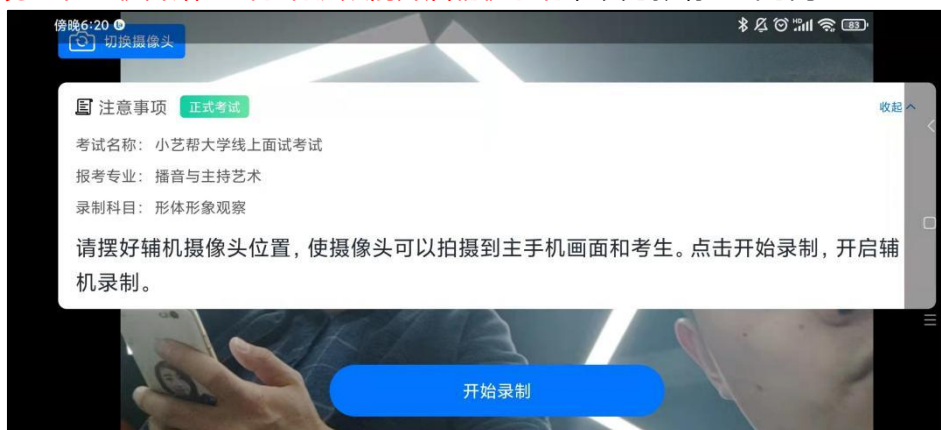 傍晚6:20
83
切换摄像头
注意事项 正式考试
收起
考试名称: 小艺帮大学线上面试考试
报考专业: 播音与主持艺术
录制科目: 形体形象观察
请摆好辅机摄像头位置,使摄像头可以拍摄到主手机画面和考生。点击开始录制,开启辅
机录制。
开始录制